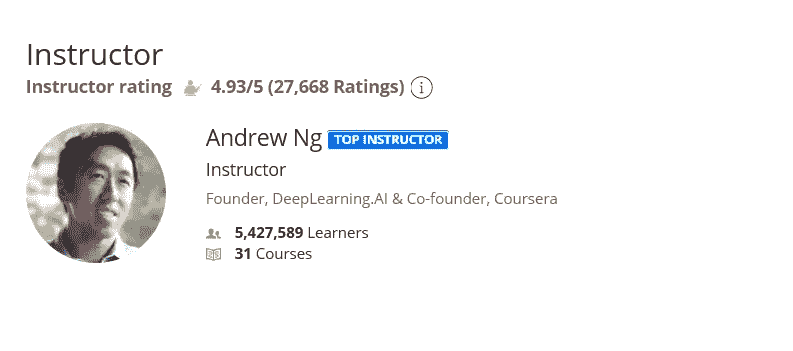 Instructor
Instructor rating 4.93/5 (27,668 Ratings) i
Andrew Ng TOP INSTRUCTOR
Instructor
Founder, DeepLearning.AI & Co-founder, Coursera
5,427,589 Learners
31 Courses